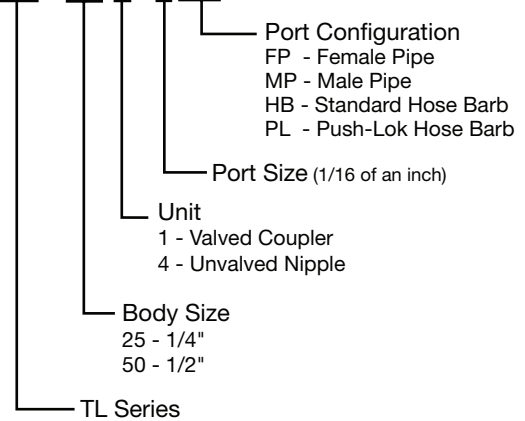 Port Configuration
FP - Female Pipe
MP - Male Pipe
HB - Standard Hose Barb
PL - Push-Lok Hose Barb
Port Size (1/16 of an inch)
Unit
1 - Valved Coupler
4 - Unvalved Nipple
Body Size
25 - 1/4"
50 - 1/2"
TL Series